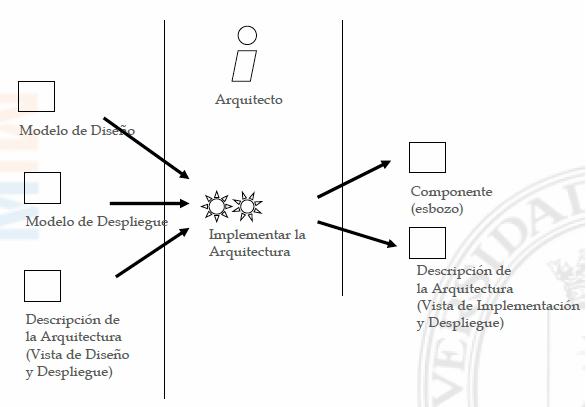 Arquitecto
Modelo de Diseño
Modelo de Despliegue
Descripción de
la Arquitectura
(Vista de Diseño
y Despliegue)
Implementar la
Arquitectura
Componente
(esbozo)
Descripción de
la Arquitectura
(Vista de Implementación
y Despliegue)